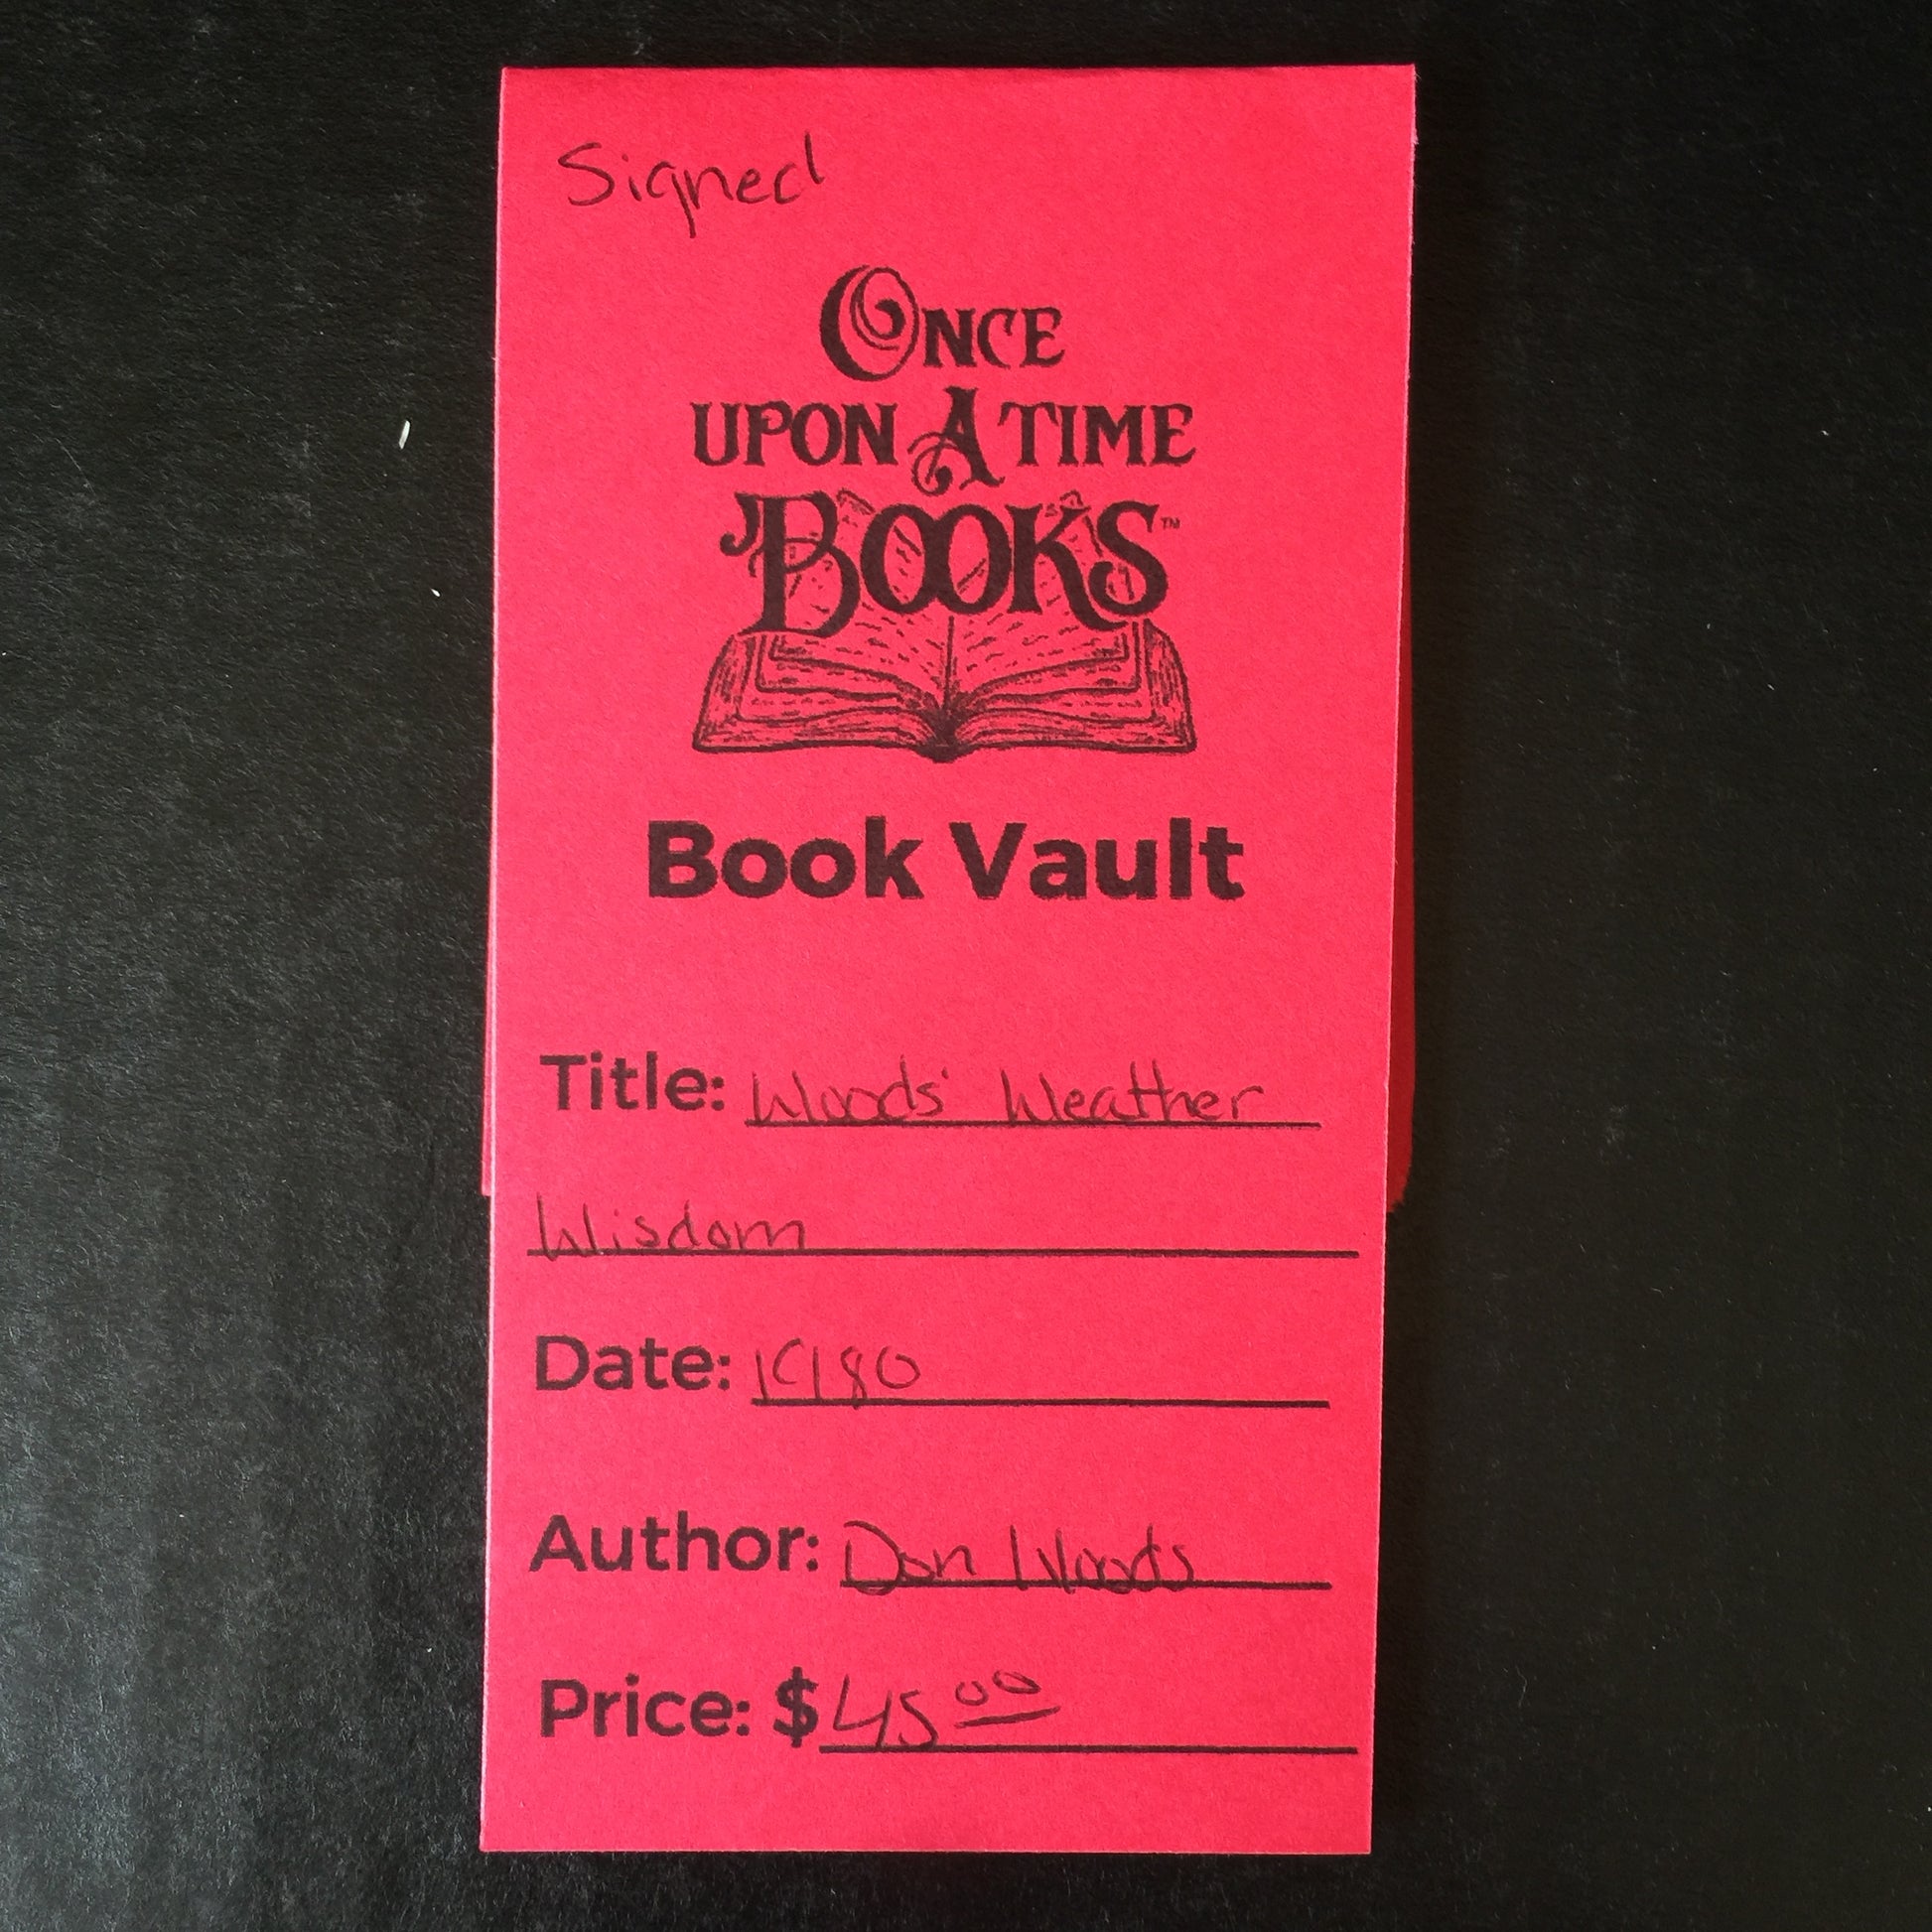 Signed
ONCE
UPON A TIME
BOOKS™
Book Vault
Title: Woods' Weather
Wisdom
Date: 1980
Author: Don Woods
Price: $45.00